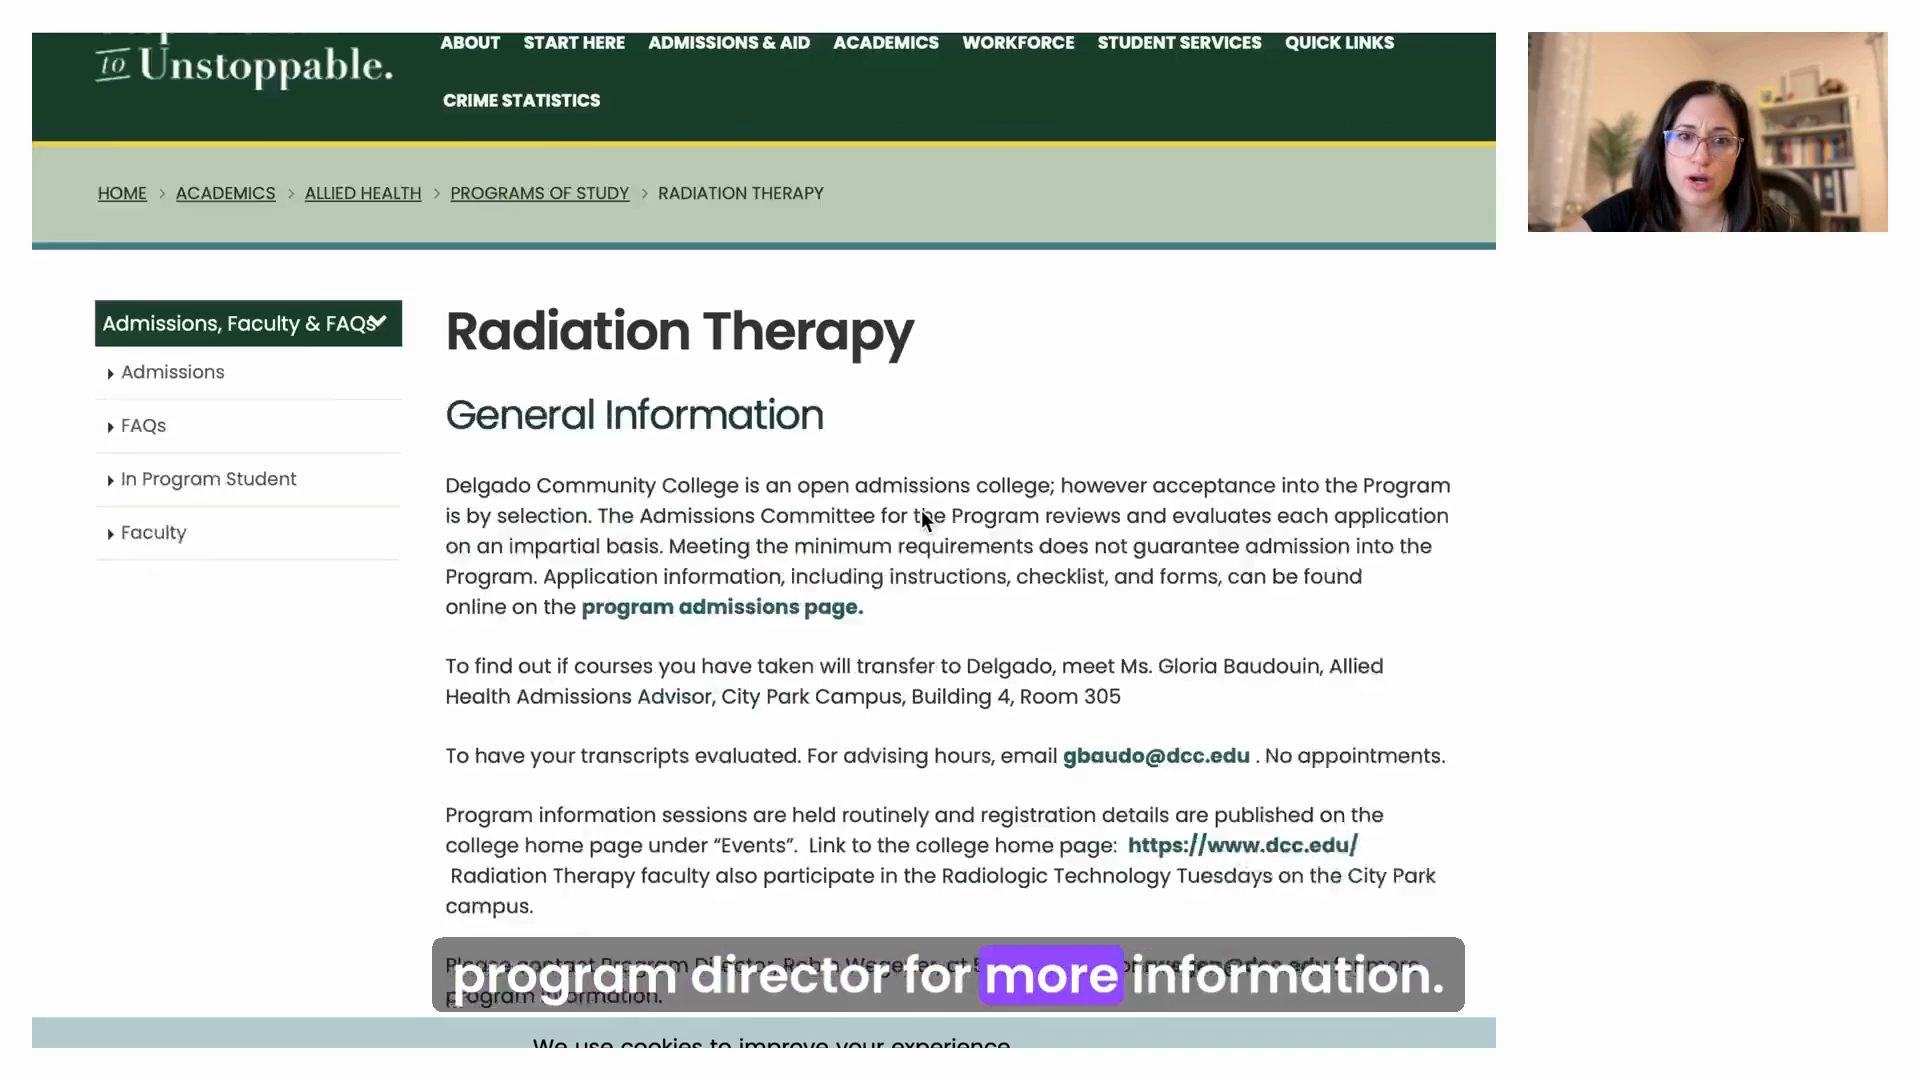 to Unstoppable.
ABOUT START HERE ADMISSIONS & AID ACADEMICS WORKFORCE STUDENT SERVICES QUICK LINKS
CRIME STATISTICS
HOME > ACADEMICS > ALLIED HEALTH > PROGRAMS OF STUDY > RADIATION THERAPY
Admissions, Faculty & FAQs
Admissions
FAQs
In Program Student
Faculty
Radiation Therapy
General Information
Delgado Community College is an open admissions college; however acceptance into the Program
is by selection. The Admissions Committee for the Program reviews and evaluates each application
on an impartial basis. Meeting the minimum requirements does not guarantee admission into the
Program. Application information, including instructions, checklist, and forms, can be found
online on the program admissions page.
To find out if courses you have taken will transfer to Delgado, meet Ms. Gloria Baudouin, Allied
Health Admissions Advisor, City Park Campus, Building 4, Room 305
To have your transcripts evaluated. For advising hours, email gbaudo@dcc.edu . No appointments.
Program information sessions are held routinely and registration details are published on the
college home page under “Events”. Link to the college home page: https://www.dcc.edu/
Radiation Therapy faculty also participate in the Radiologic Technology Tuesdays on the City Park
campus.
Please contact Program Director,
program information.
program director for more information.
We use cookies to improve your experience